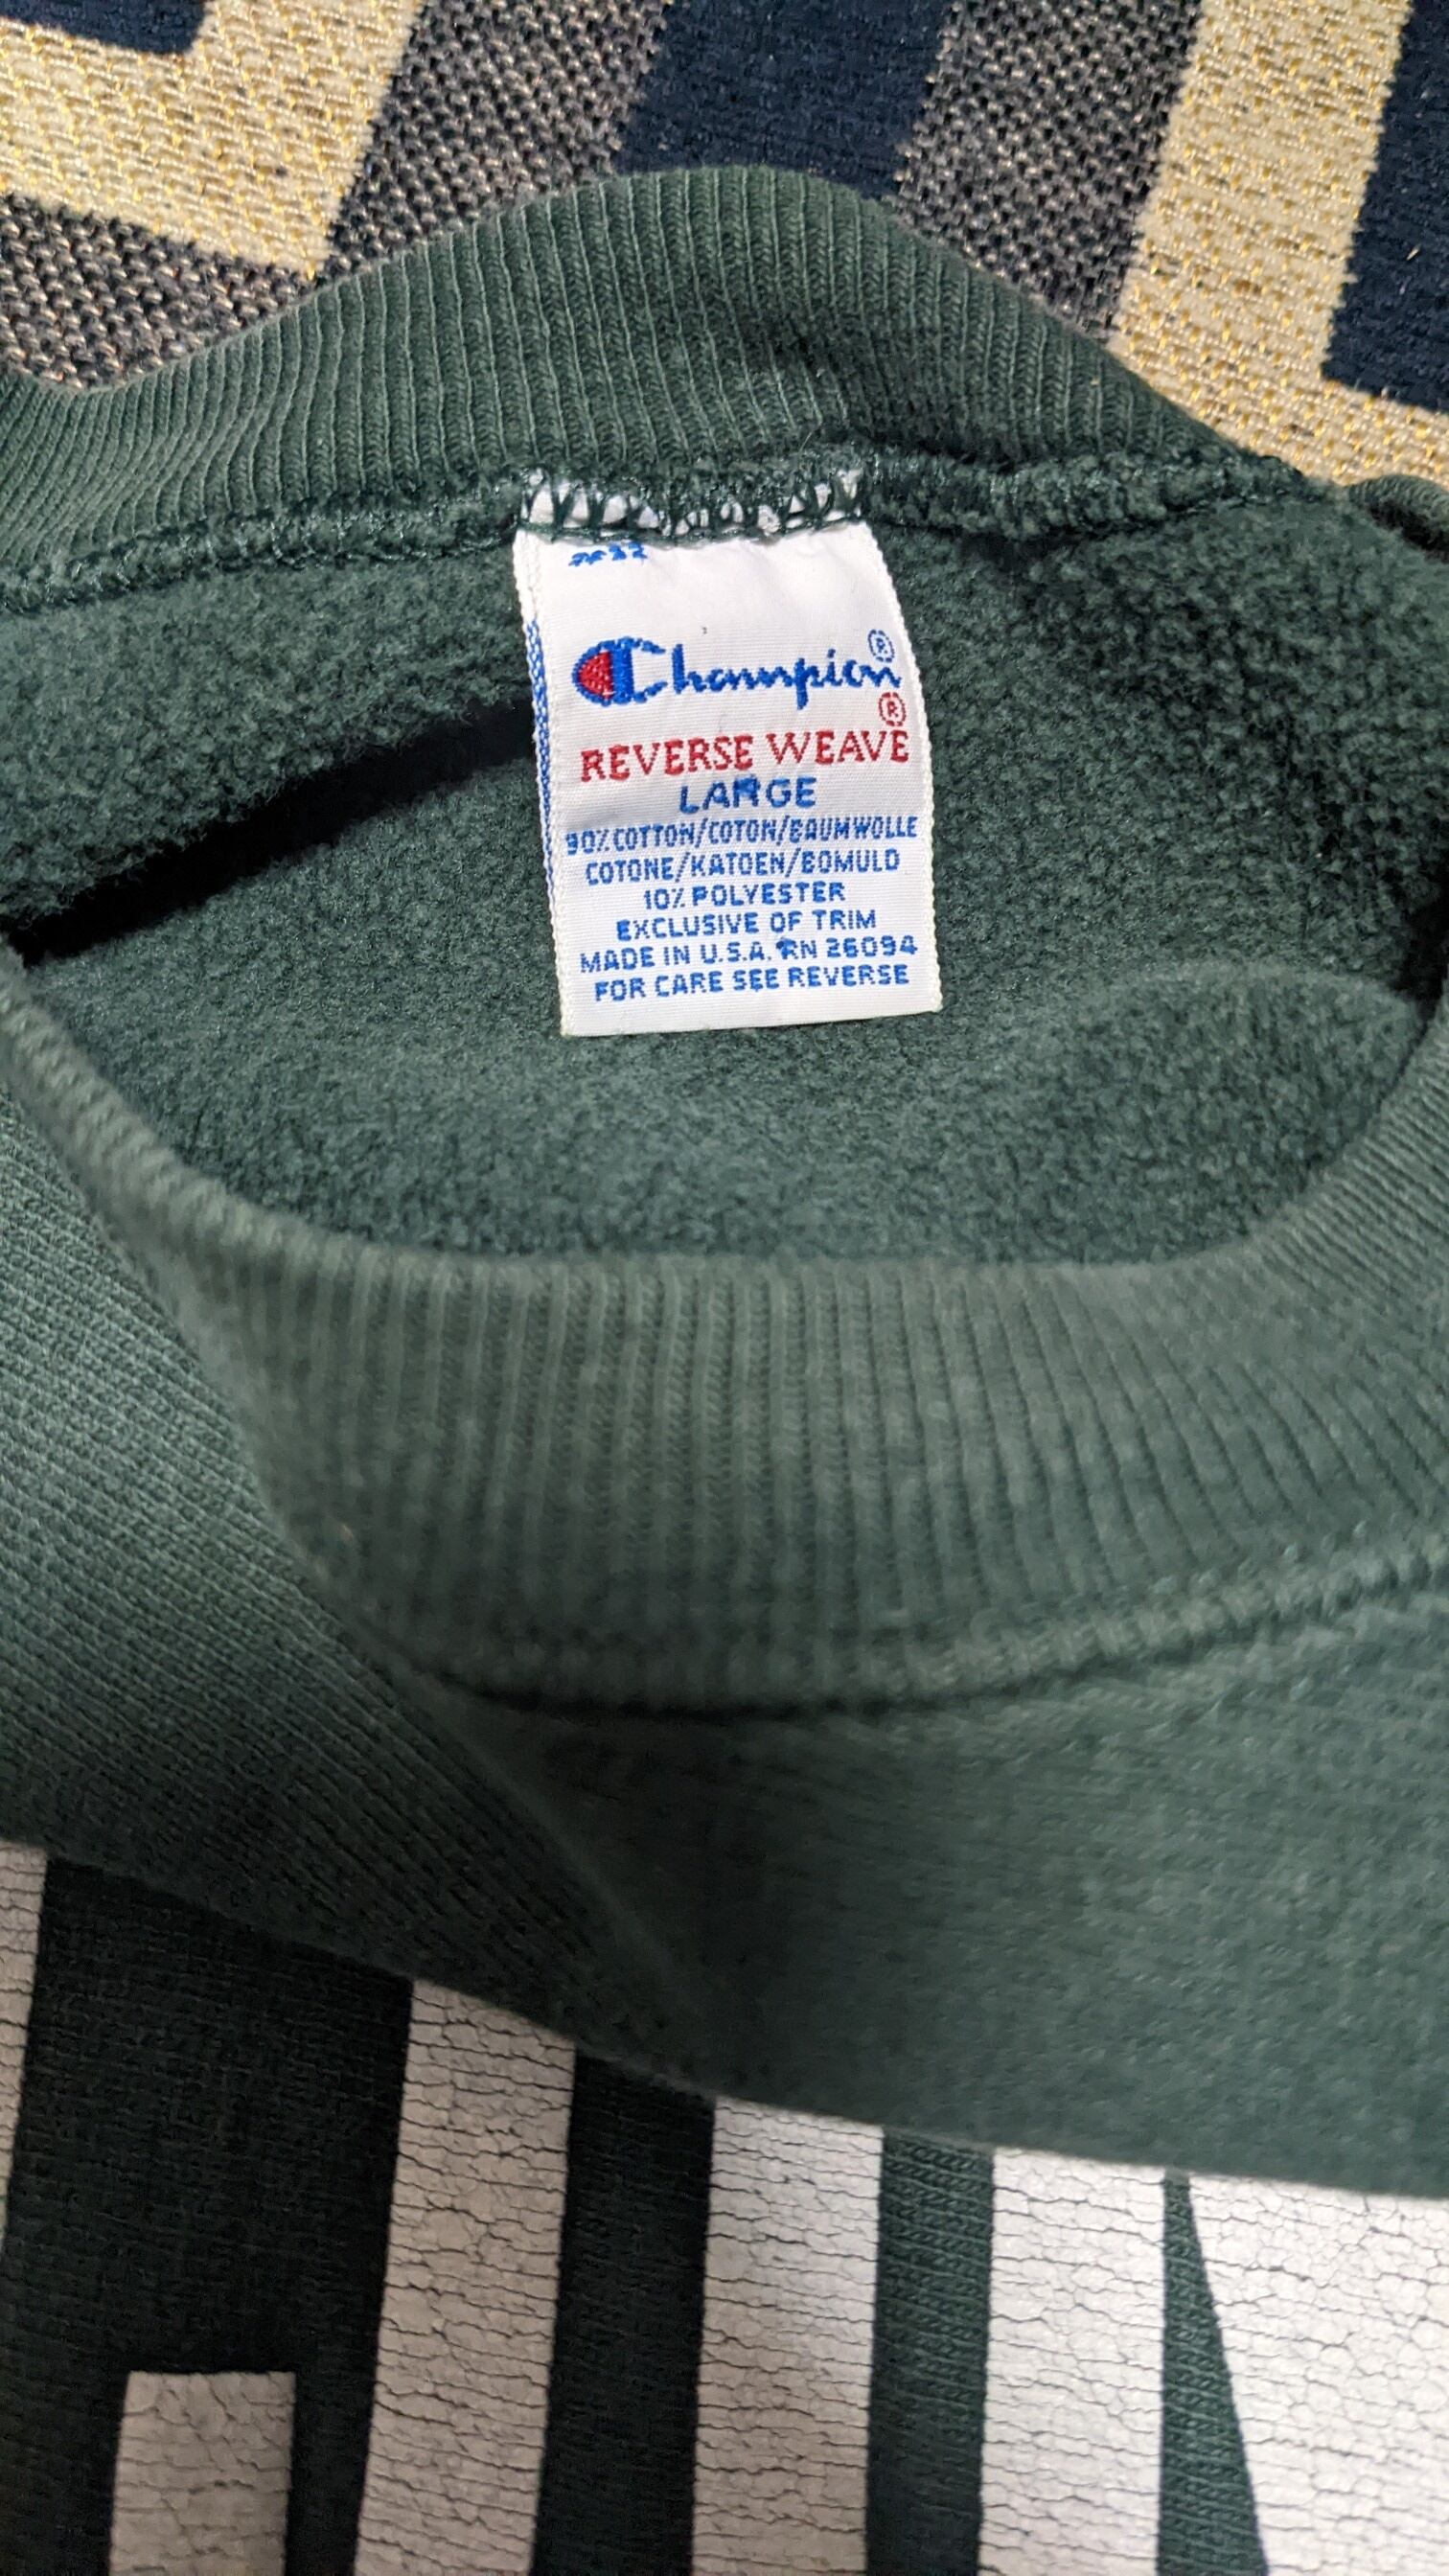 Champion®
REVERSE WEAVE®
LARGE
90% COTTON/COTON/BAUMWOLLE
COTONE/KATOEN/BOMULD
10% POLYESTER
EXCLUSIVE OF TRIM
MADE IN U.S.A. RN 26094
FOR CARE SEE REVERSE